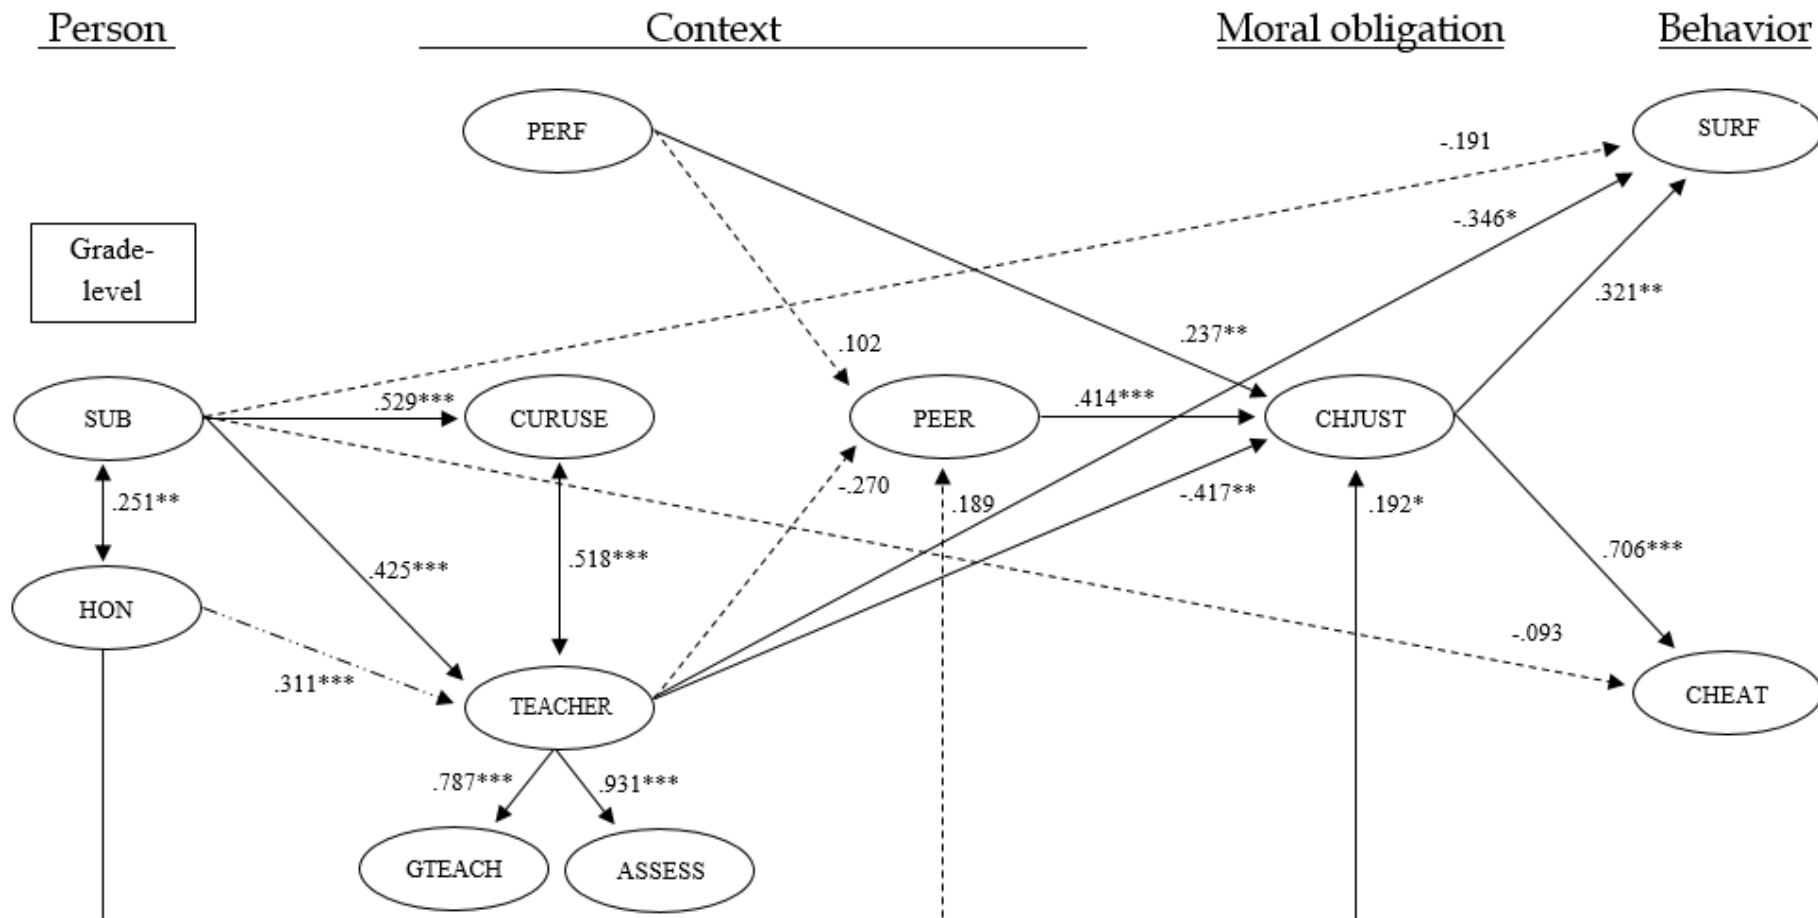 Person
Context
Moral obligation
Behavior
PERF
SURF
-.191
-.346*
Grade-
level
.321**
.237**
.102
SUB
.529***
CURUSE
PEER
.414***
CHJUST
.251**
-.270
.189
-.417**
.192*
.425***
.518***
.706***
HON
-.093
.311***
TEACHER
CHEAT
.787***
.931***
GTEACH
ASSESS